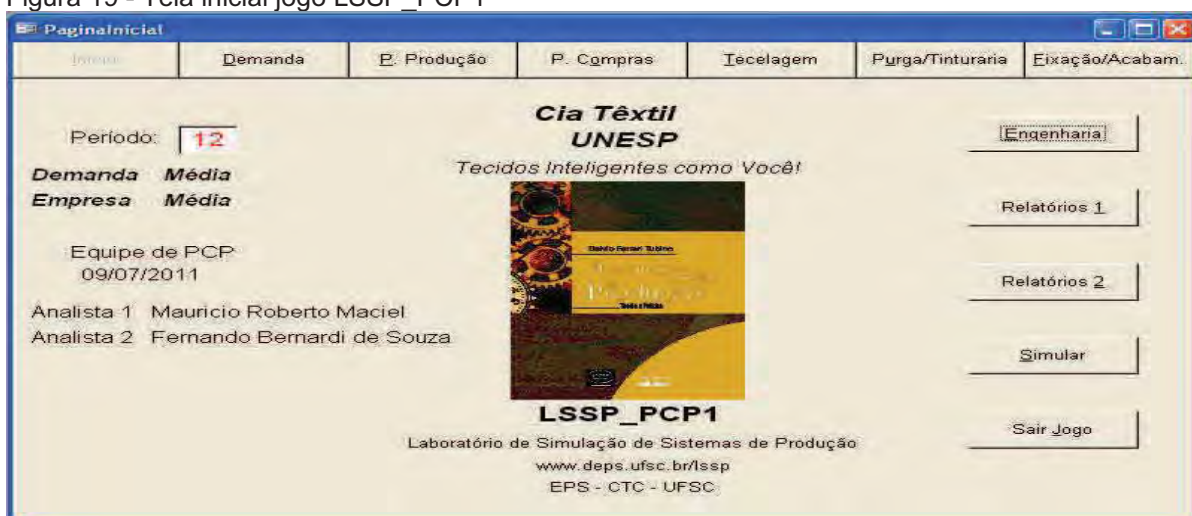 Figura 19 - Tela inicial jogo LSSP_PCP1
PaginaInicial
Demanda
P. Produção
P. Compras
Tecelagem
Purga/Tinturaria
Fixação/Acabam.
Período: 12
Demanda Média
Empresa Média
Equipe de PCP
09/07/2011
Analista 1 Mauricio Roberto Maciel
Analista 2 Fernando Bernardi de Souza
Cia Têxtil
UNESP
Tecidos Inteligentes como Você!
Dalvio Ferrari Tubino
Produção
Teoria e Prática
LSSP_PCP1
Laboratório de Simulação de Sistemas de Produção
www.deps.ufsc.br/lssp
EPS - CTC - UFSC
Engenharia
Relatórios 1
Relatórios 2
Simular
Sair Jogo